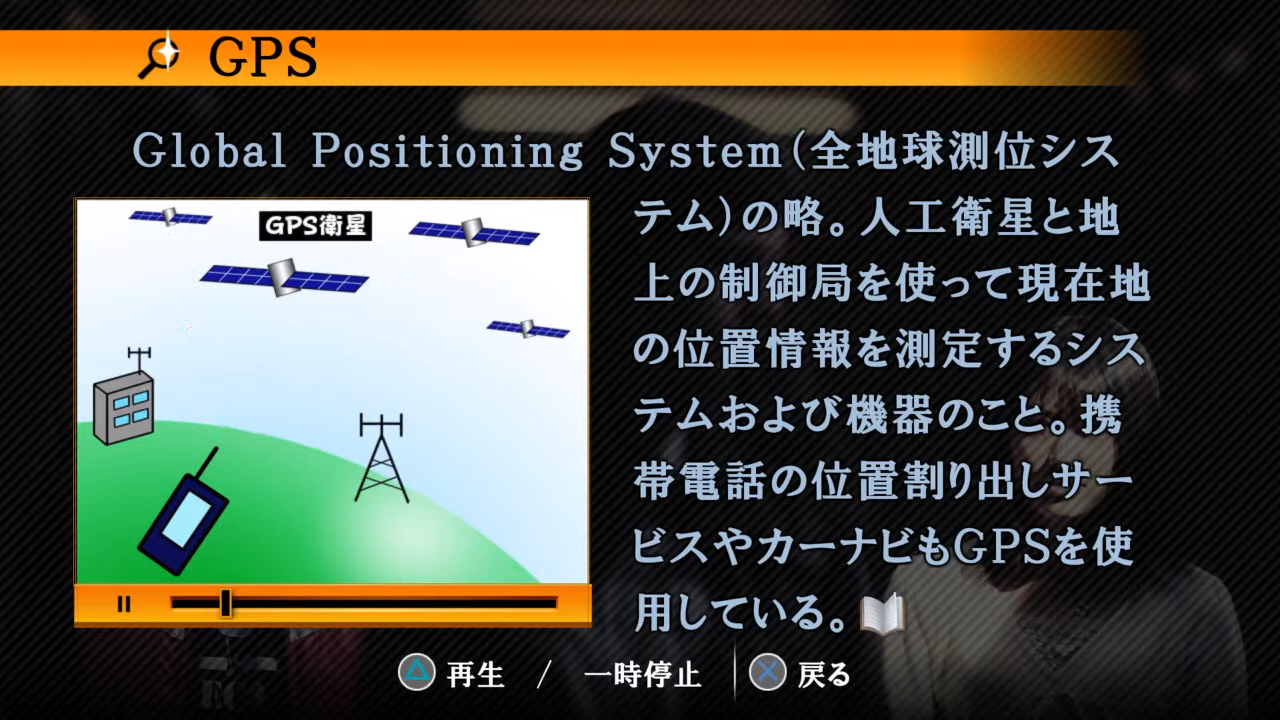 GPS
Global Positioning System(全地球測位シス
テム)の略。人工衛星と地
上の制御局を使って現在地
の位置情報を測定するシス
テムおよび機器のこと。携
帯電話の位置割り出しサー
ビスやカーナビもGPSを使
用している。
GPS衛星
再生 / 一時停止 戻る